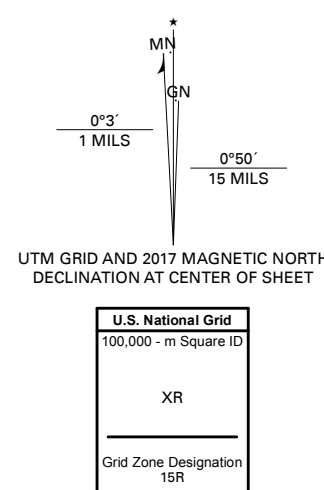 ★
MN
GN
0°3´
1 MILS
0°50´
15 MILS
UTM GRID AND 2017 MAGNETIC NORTH
DECLINATION AT CENTER OF SHEET
U.S. National Grid
100,000 - m Square ID
XR
Grid Zone Designation
15R